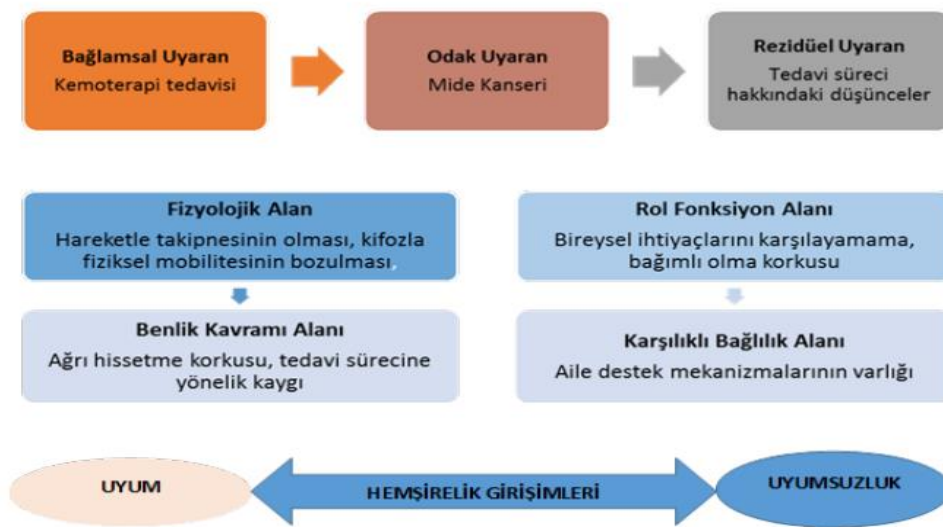 Bağlamsal Uyaran
Kemoterapi tedavisi
Odak Uyaran
Mide Kanseri
Rezidüel Uyaran
Tedavi süreci
hakkındaki düşünceler
Fizyolojik Alan
Hareketle takipnesinin olması, kifozla
fiziksel mobilitesinin bozulması,
Rol Fonksiyon Alanı
Bireysel ihtiyaçlarını karşılayamama,
bağımlı olma korkusu
Benlik Kavramı Alanı
Ağrı hissetme korkusu, tedavi sürecine
yönelik kaygı
Karşılıklı Bağlılık Alanı
Aile destek mekanizmalarının varlığı
UYUM
HEMŞİRELİK GİRİŞİMLERİ
UYUMSUZLUK